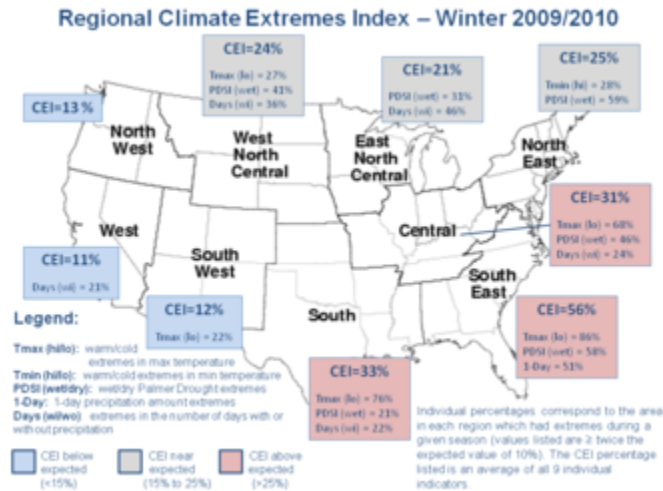 Regional Climate Extremes Index – Winter 2009/2010
CEI=24%
Tmax (lo) = 27%
PDSI (wet) = 41%
Days (wi) = 36%
CEI=21%
PDSI (wet) = 31%
Days (wi) = 46%
CEI=25%
Tmin (hi) = 28%
PDSI (wet) = 59%
CEI=13 %
North
West
West
North
Central
East
North
Central
North
East
CEI=31%
Tmax (lo) = 68%
PDSI (wet) = 46%
Days (wi) = 24%
West
Central
South
West
South
East
South
CEI=11%
Days (wi) = 21%
CEI=12%
Tmax (lo) = 22%
CEI=56%
Tmax (lo) = 86%
PDSI (wet) = 58%
1-Day = 51%
CEI=33%
Tmax (lo) = 76%
PDSI (wet) = 21%
Days (wi) = 22%
Legend:
Tmax (hi/lo): warm/cold
extremes in max temperature
Tmin (hi/lo): warm/cold extremes in min temperature
PDSI (wet/dry): wet/dry Palmer Drought extremes
1-Day: 1-day precipitation amount extremes
Days (wi/wo): extremes in the number of days with or
without precipitation
CEI below
expected
(<15%)
CEI near
expected
(15% to 25%)
CEI above
expected
(>25%)
Individual percentages correspond to the area
in each region which had extremes during a
given season (values listed are ≥ twice the
expected value of 10%). The CEI percentage
listed is an average of all 9 individual
indicators.